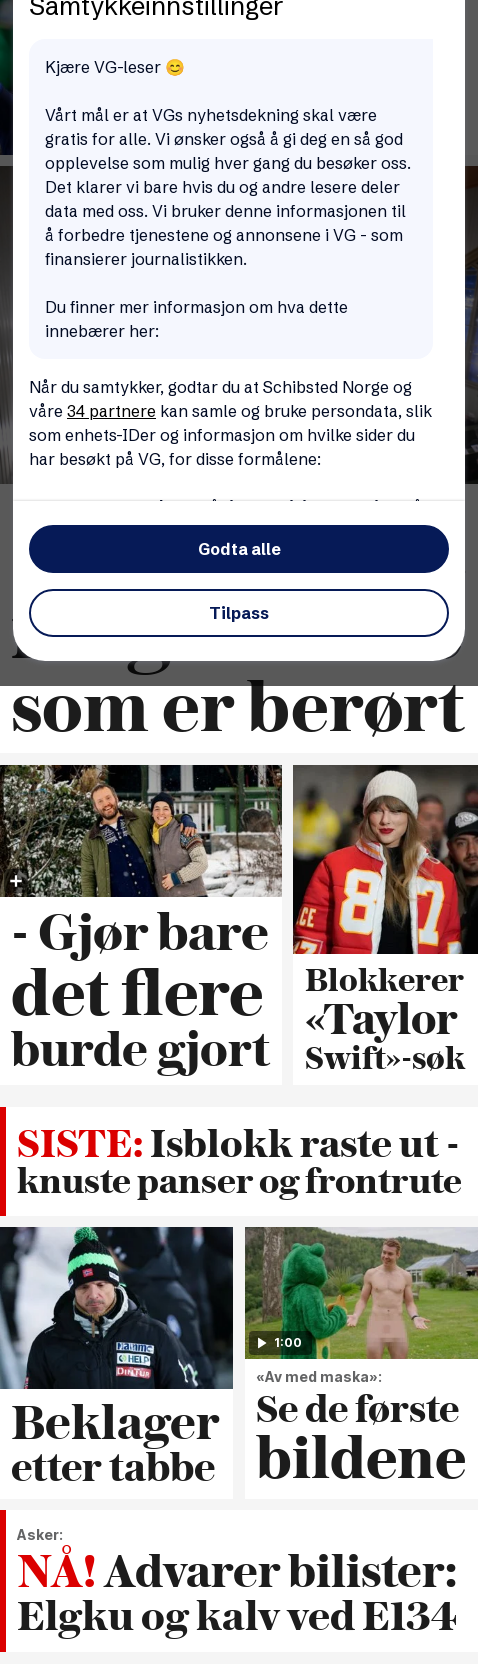 Samtykkeinnstillinger
Kjære VG-leser 😊
Vårt mål er at VGs nyhetsdekning skal være
gratis for alle. Vi ønsker også å gi deg en så god
opplevelse som mulig hver gang du besøker oss.
Det klarer vi bare hvis du og andre lesere deler
data med oss. Vi bruker denne informasjonen til
å forbedre tjenestene og annonsene i VG - som
finansierer journalistikken.
Du finner mer informasjon om hva dette
innebærer her:
Når du samtykker, godtar du at Schibsted Norge og
våre 34 partnere kan samle og bruke persondata, slik
som enhets-IDer og informasjon om hvilke sider du
har besøkt på VG, for disse formålene:
Godta alle
Tilpass
som er berørt
- Gjør bare
det flere
burde gjort
87
Blokkerer
«Taylor
Swift»-søk
SISTE: Isblokk raste ut -
knuste panser og frontrute
HELP
1:00
Beklager
etter tabbe
«Av med maska»:
Se de første
bildene
Asker:
NÅ! Advarer bilister:
Elgku og kalv ved E134